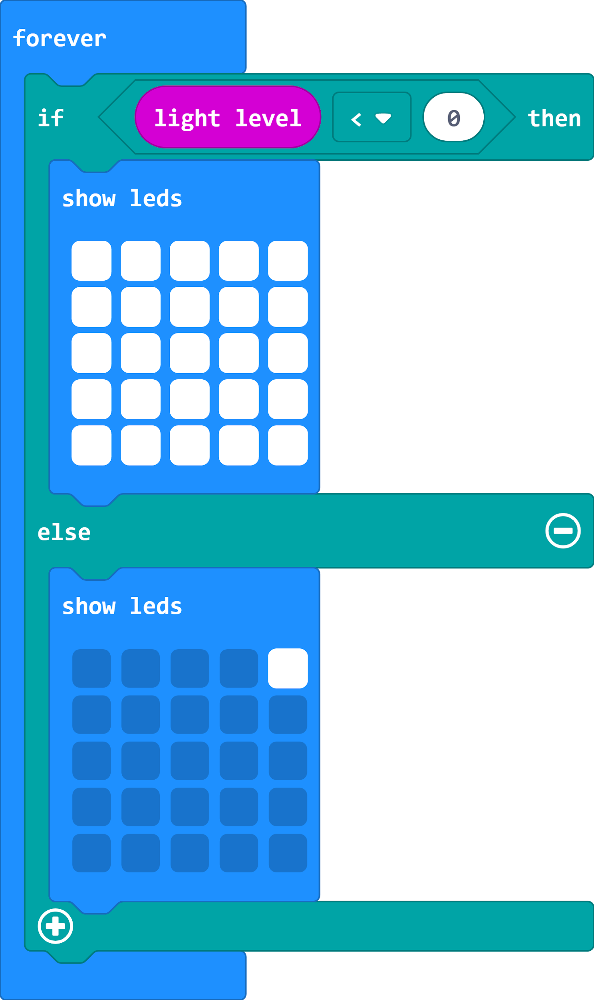 forever
if light level < 0 then
show leds
else
show leds